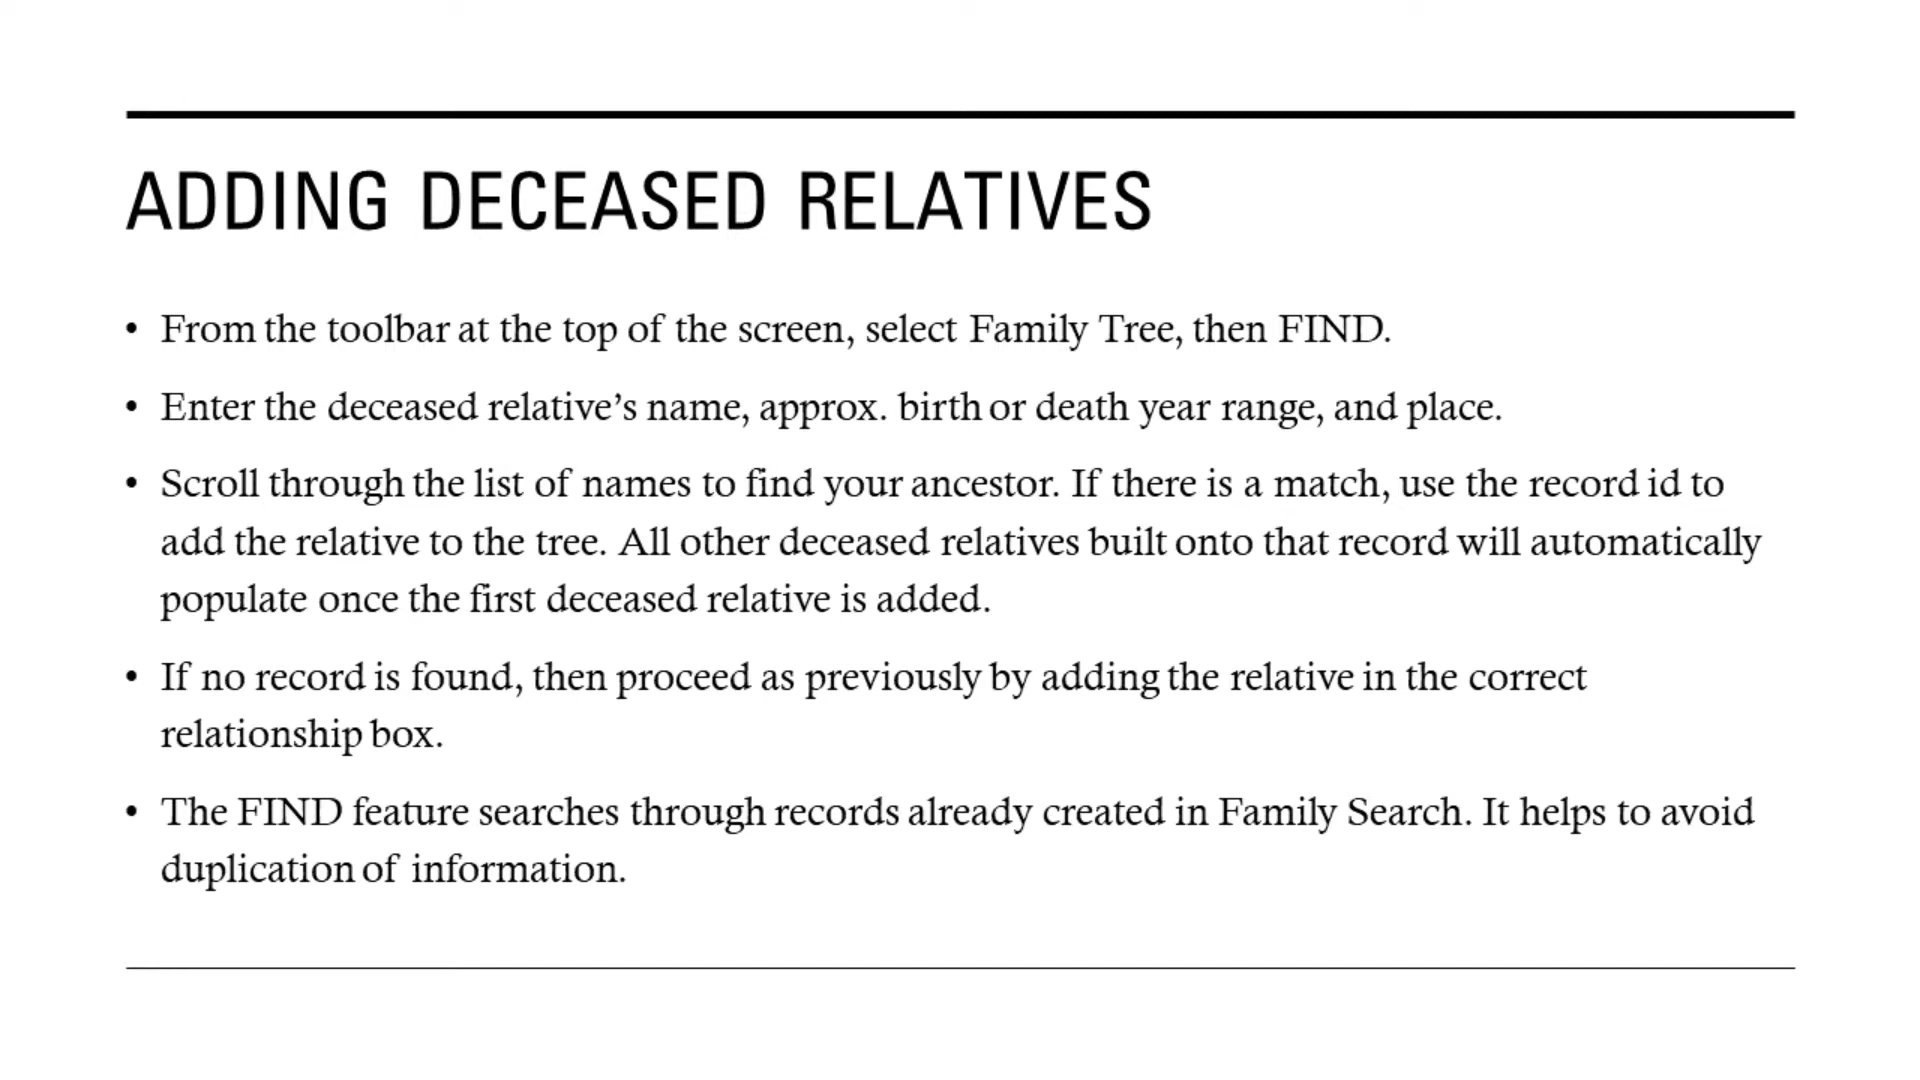 ADDING DECEASED RELATIVES
• From the toolbar at the top of the screen, select Family Tree, then FIND.
• Enter the deceased relative’s name, approx. birth or death year range, and place.
• Scroll through the list of names to find your ancestor. If there is a match, use the record id to
add the relative to the tree. All other deceased relatives built onto that record will automatically
populate once the first deceased relative is added.
• If no record is found, then proceed as previously by adding the relative in the correct
relationship box.
• The FIND feature searches through records already created in Family Search. It helps to avoid
duplication of information.